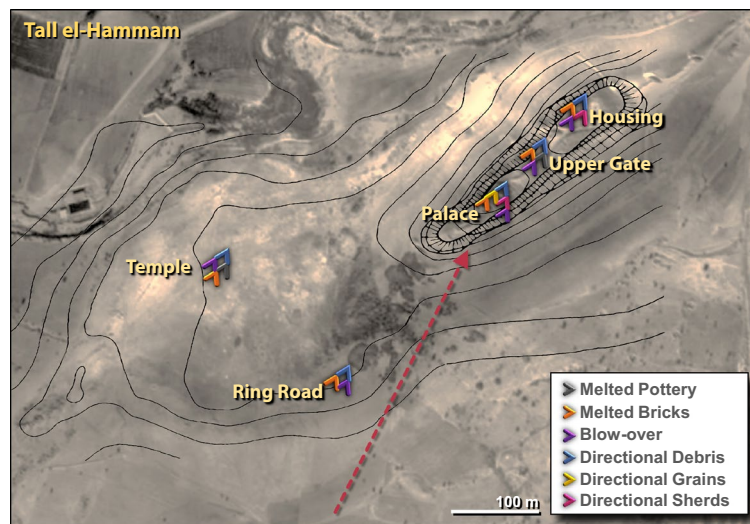 Tall el-Hammam
Housing
Upper Gate
Palace
Temple
Ring Road
Melted Pottery
Melted Bricks
Blow-over
Directional Debris
Directional Grains
Directional Sherds
100 m